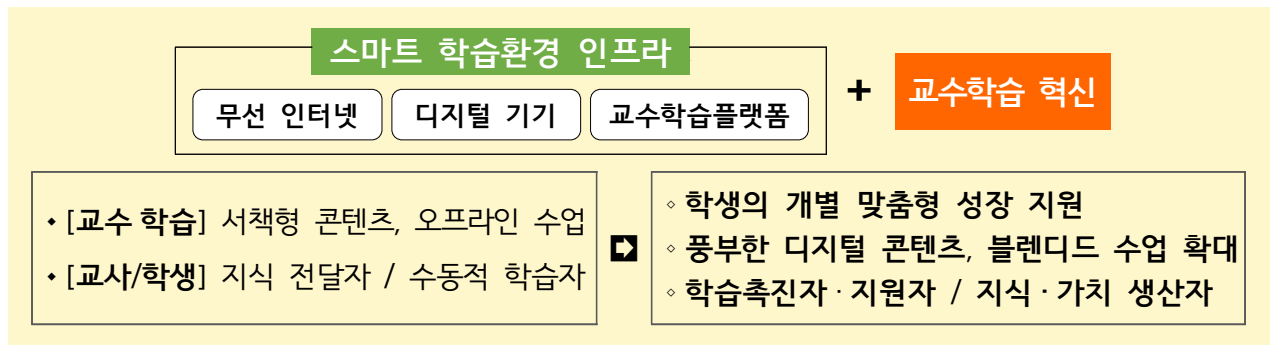 스마트 학습환경 인프라
무선 인터넷 디지털 기기 교수학습플랫폼
+ 교수학습 혁신
[교수 학습] 서책형 콘텐츠, 오프라인 수업
[교사/학생] 지식 전달자 / 수동적 학습자
학생의 개별 맞춤형 성장 지원
풍부한 디지털 콘텐츠, 블렌디드 수업 확대
학습촉진자·지원자 / 지식·가치 생산자